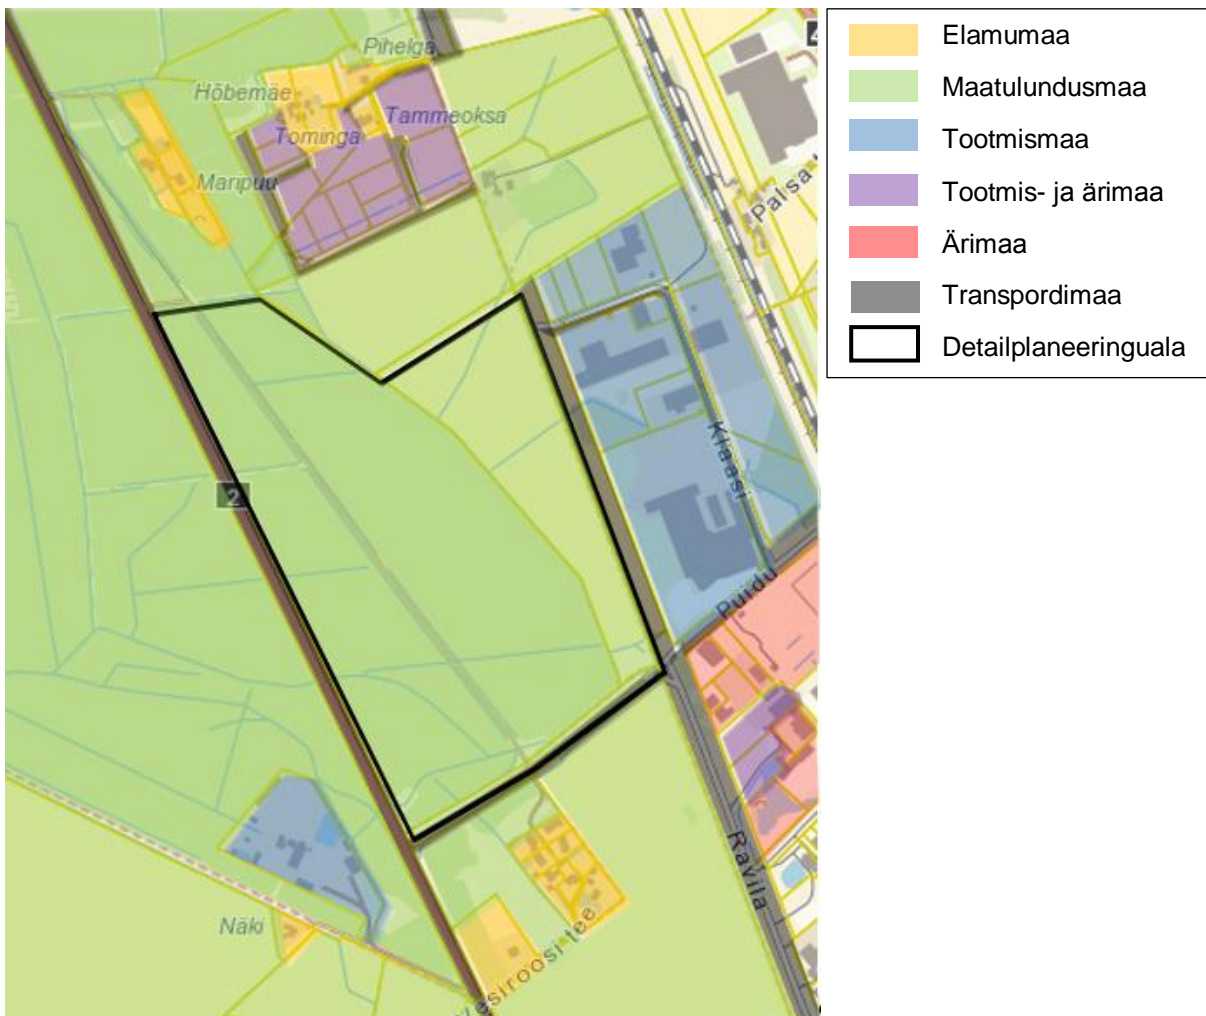 Pihelga
Hõbemäe
Tammeoksa
Tominga
Maripuu
4
Palsa
2
Klaasi
Puidu
Ravila
Näki
Vesiroosi tee
Elamumaa
Maatulundusmaa
Tootmismaa
Tootmis- ja ärimaa
Ärimaa
Transpordimaa
Detailplaneeringuala